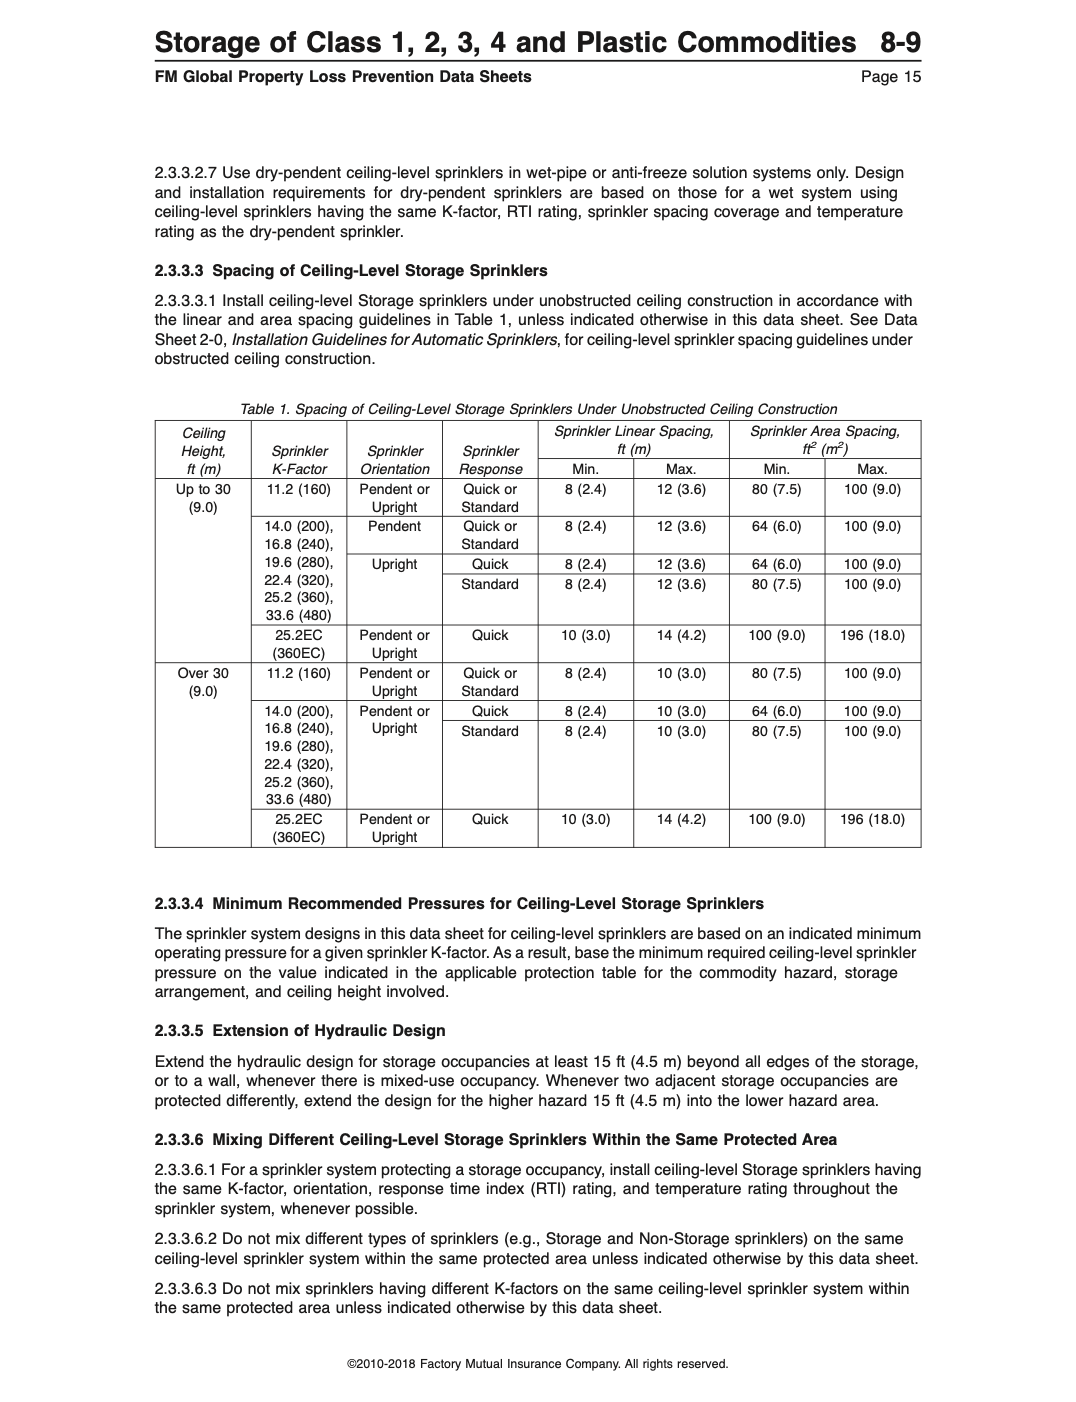 Storage of Class 1, 2, 3, 4 and Plastic Commodities 8-9
FM Global Property Loss Prevention Data Sheets Page 15
2.3.3.2.7 Use dry-pendent ceiling-level sprinklers in wet-pipe or anti-freeze solution systems only. Design
and installation requirements for dry-pendent sprinklers are based on those for a wet system using
ceiling-level sprinklers having the same K-factor, RTI rating, sprinkler spacing coverage and temperature
rating as the dry-pendent sprinkler.
2.3.3.3 Spacing of Ceiling-Level Storage Sprinklers
2.3.3.3.1 Install ceiling-level Storage sprinklers under unobstructed ceiling construction in accordance with
the linear and area spacing guidelines in Table 1, unless indicated otherwise in this data sheet. See Data
Sheet 2-0, Installation Guidelines for Automatic Sprinklers, for ceiling-level sprinkler spacing guidelines under
obstructed ceiling construction.
Table 1. Spacing of Ceiling-Level Storage Sprinklers Under Unobstructed Ceiling Construction
Ceiling Sprinkler Linear Spacing, Sprinkler Area Spacing,
Height, Sprinkler Sprinkler Sprinkler ft (m) ft² (m²)
ft (m) K-Factor Orientation Response Min. Max. Min. Max.
Up to 30 11.2 (160) Pendent or Quick or 8 (2.4) 12 (3.6) 80 (7.5) 100 (9.0)
(9.0) Upright Standard
14.0 (200), Pendent Quick or 8 (2.4) 12 (3.6) 64 (6.0) 100 (9.0)
16.8 (240), Standard
19.6 (280), Upright Quick 8 (2.4) 12 (3.6) 64 (6.0) 100 (9.0)
22.4 (320), Standard 8 (2.4) 12 (3.6) 80 (7.5) 100 (9.0)
25.2 (360),
33.6 (480)
25.2EC Pendent or Quick 10 (3.0) 14 (4.2) 100 (9.0) 196 (18.0)
(360EC) Upright
Over 30 11.2 (160) Pendent or Quick or 8 (2.4) 10 (3.0) 80 (7.5) 100 (9.0)
(9.0) Upright Standard
14.0 (200), Pendent or Quick 8 (2.4) 10 (3.0) 64 (6.0) 100 (9.0)
16.8 (240), Upright Standard 8 (2.4) 10 (3.0) 80 (7.5) 100 (9.0)
19.6 (280),
22.4 (320),
25.2 (360),
33.6 (480)
25.2EC Pendent or Quick 10 (3.0) 14 (4.2) 100 (9.0) 196 (18.0)
(360EC) Upright
2.3.3.4 Minimum Recommended Pressures for Ceiling-Level Storage Sprinklers
The sprinkler system designs in this data sheet for ceiling-level sprinklers are based on an indicated minimum
operating pressure for a given sprinkler K-factor. As a result, base the minimum required ceiling-level sprinkler
pressure on the value indicated in the applicable protection table for the commodity hazard, storage
arrangement, and ceiling height involved.
2.3.3.5 Extension of Hydraulic Design
Extend the hydraulic design for storage occupancies at least 15 ft (4.5 m) beyond all edges of the storage,
or to a wall, whenever there is mixed-use occupancy. Whenever two adjacent storage occupancies are
protected differently, extend the design for the higher hazard 15 ft (4.5 m) into the lower hazard area.
2.3.3.6 Mixing Different Ceiling-Level Storage Sprinklers Within the Same Protected Area
2.3.3.6.1 For a sprinkler system protecting a storage occupancy, install ceiling-level Storage sprinklers having
the same K-factor, orientation, response time index (RTI) rating, and temperature rating throughout the
sprinkler system, whenever possible.
2.3.3.6.2 Do not mix different types of sprinklers (e.g., Storage and Non-Storage sprinklers) on the same
ceiling-level sprinkler system within the same protected area unless indicated otherwise by this data sheet.
2.3.3.6.3 Do not mix sprinklers having different K-factors on the same ceiling-level sprinkler system within
the same protected area unless indicated otherwise by this data sheet.
©2010-2018 Factory Mutual Insurance Company. All rights reserved.